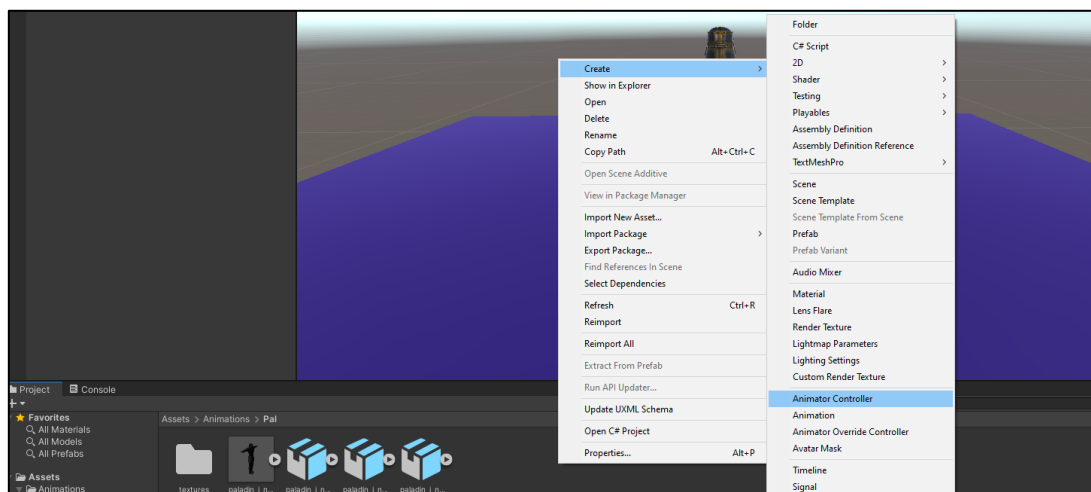 Create
Show in Explorer
Open
Delete
Rename
Copy Path Alt+Ctrl+C
Open Scene Additive
View in Package Manager
Import New Asset...
Import Package
Export Package...
Find References In Scene
Select Dependencies
Refresh Ctrl+R
Reimport
Reimport All
Extract From Prefab
Run API Updater...
Update UXML Schema
Open C# Project
Properties... Alt+P
Folder
C# Script
2D
Shader
Testing
Playables
Assembly Definition
Assembly Definition Reference
TextMeshPro
Scene
Scene Template
Scene Template From Scene
Prefab
Prefab Variant
Audio Mixer
Material
Lens Flare
Render Texture
Lightmap Parameters
Lighting Settings
Custom Render Texture
Animator Controller
Animation
Animator Override Controller
Avatar Mask
Timeline
Signal
Project Console
Favorites
All Materials
All Models
All Prefabs
Assets
Animations
Assets > Animations > Pal
textures paladin_j_n... paladin_j_n... paladin_j_n... paladin_j_n...